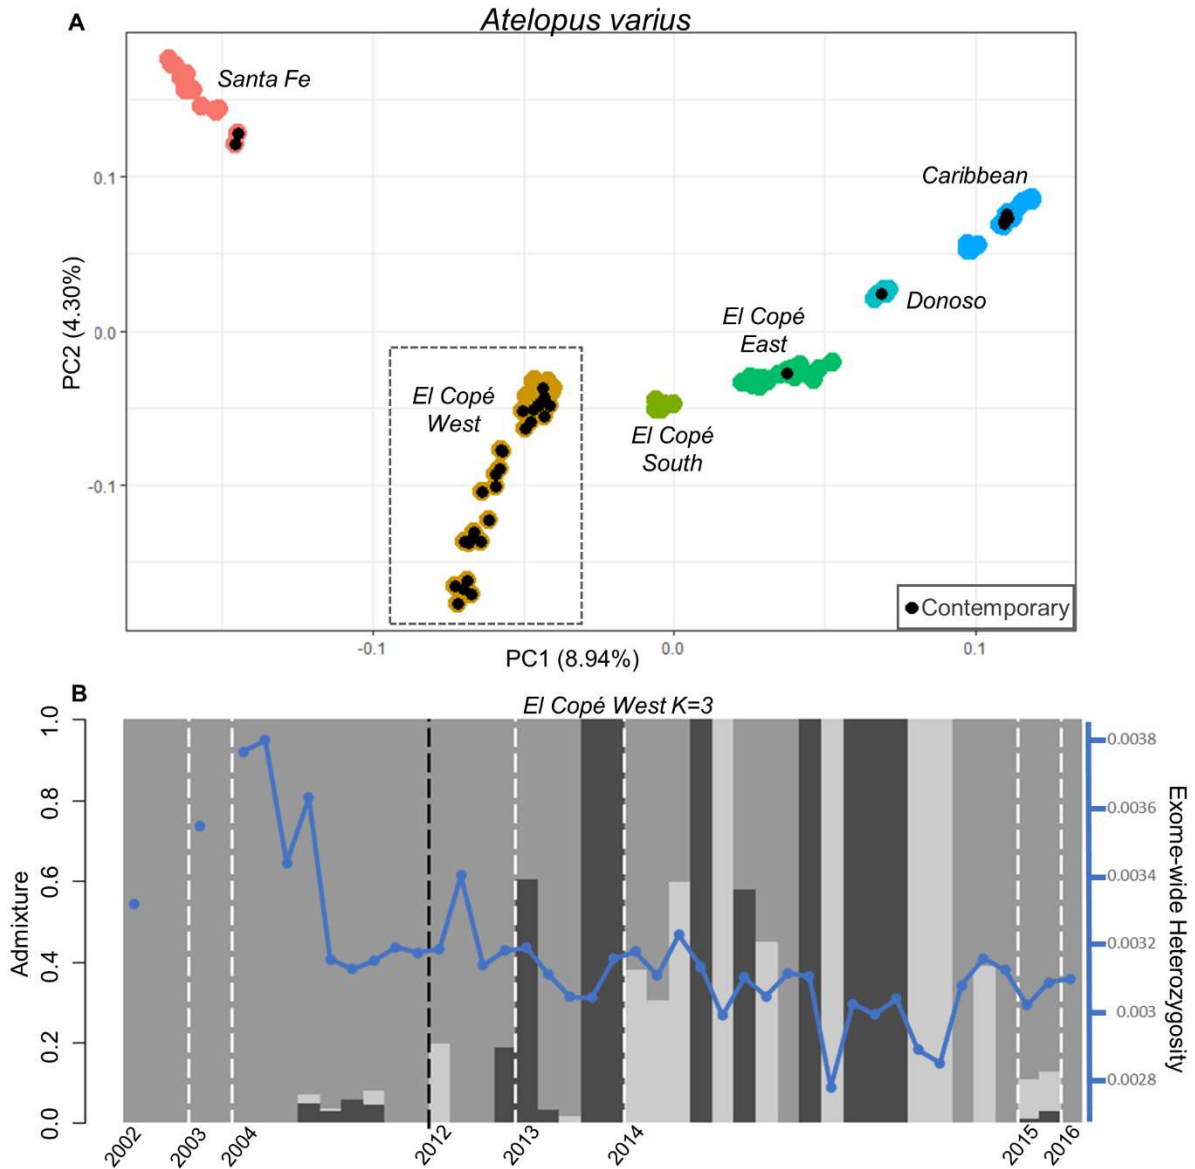 A
Atelopus varius
Santa Fe
Caribbean
Donoso
El Copé
East
El Copé
West
El Copé
South
0.1
0.0
-0.1
PC2 (4.30%)
Contemporary
-0.1
0.0
0.1
PC1 (8.94%)
B
El Copé West K=3
1.0
0.8
0.6
0.4
0.2
0.0
Admixture
0.0038
0.0036
0.0034
0.0032
0.003
0.0028
Exome-wide Heterozygosity
2002
2003
2004
2012
2013
2014
2015
2016